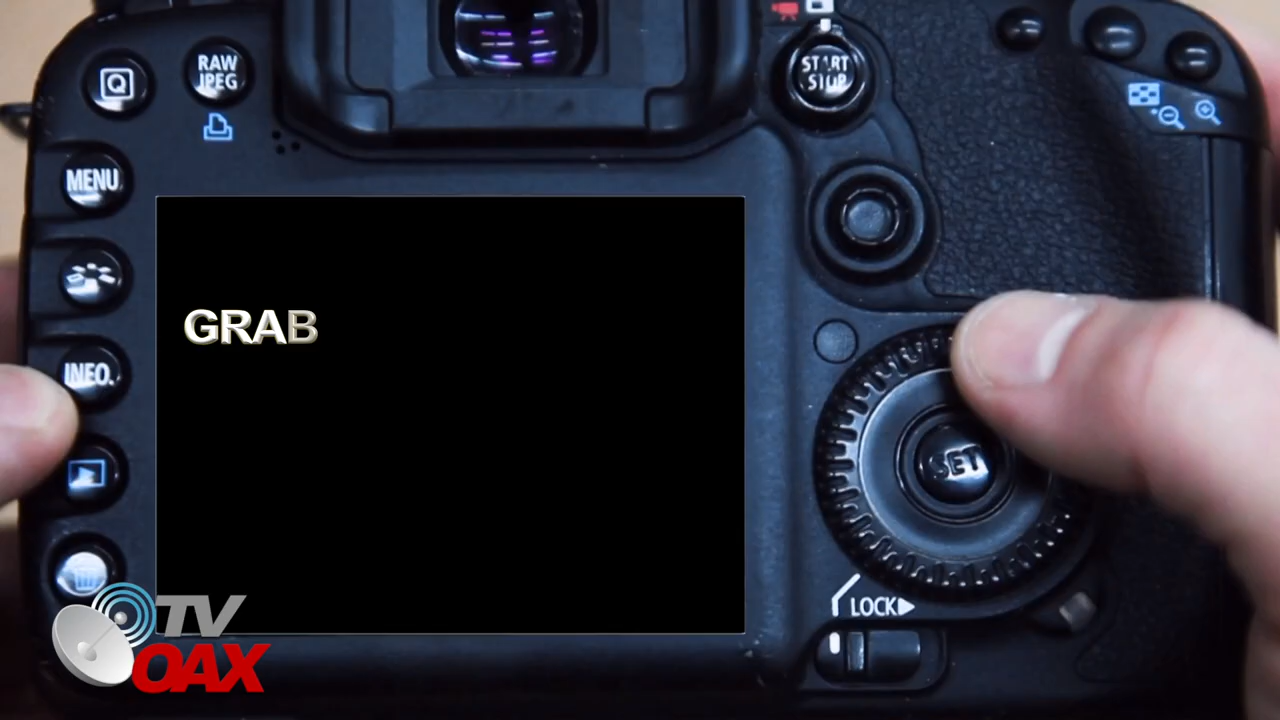 Q
RAW
JPEG
START
STOP
MENU
GRAB
INFO.
SET
LOCK
TV
OAX